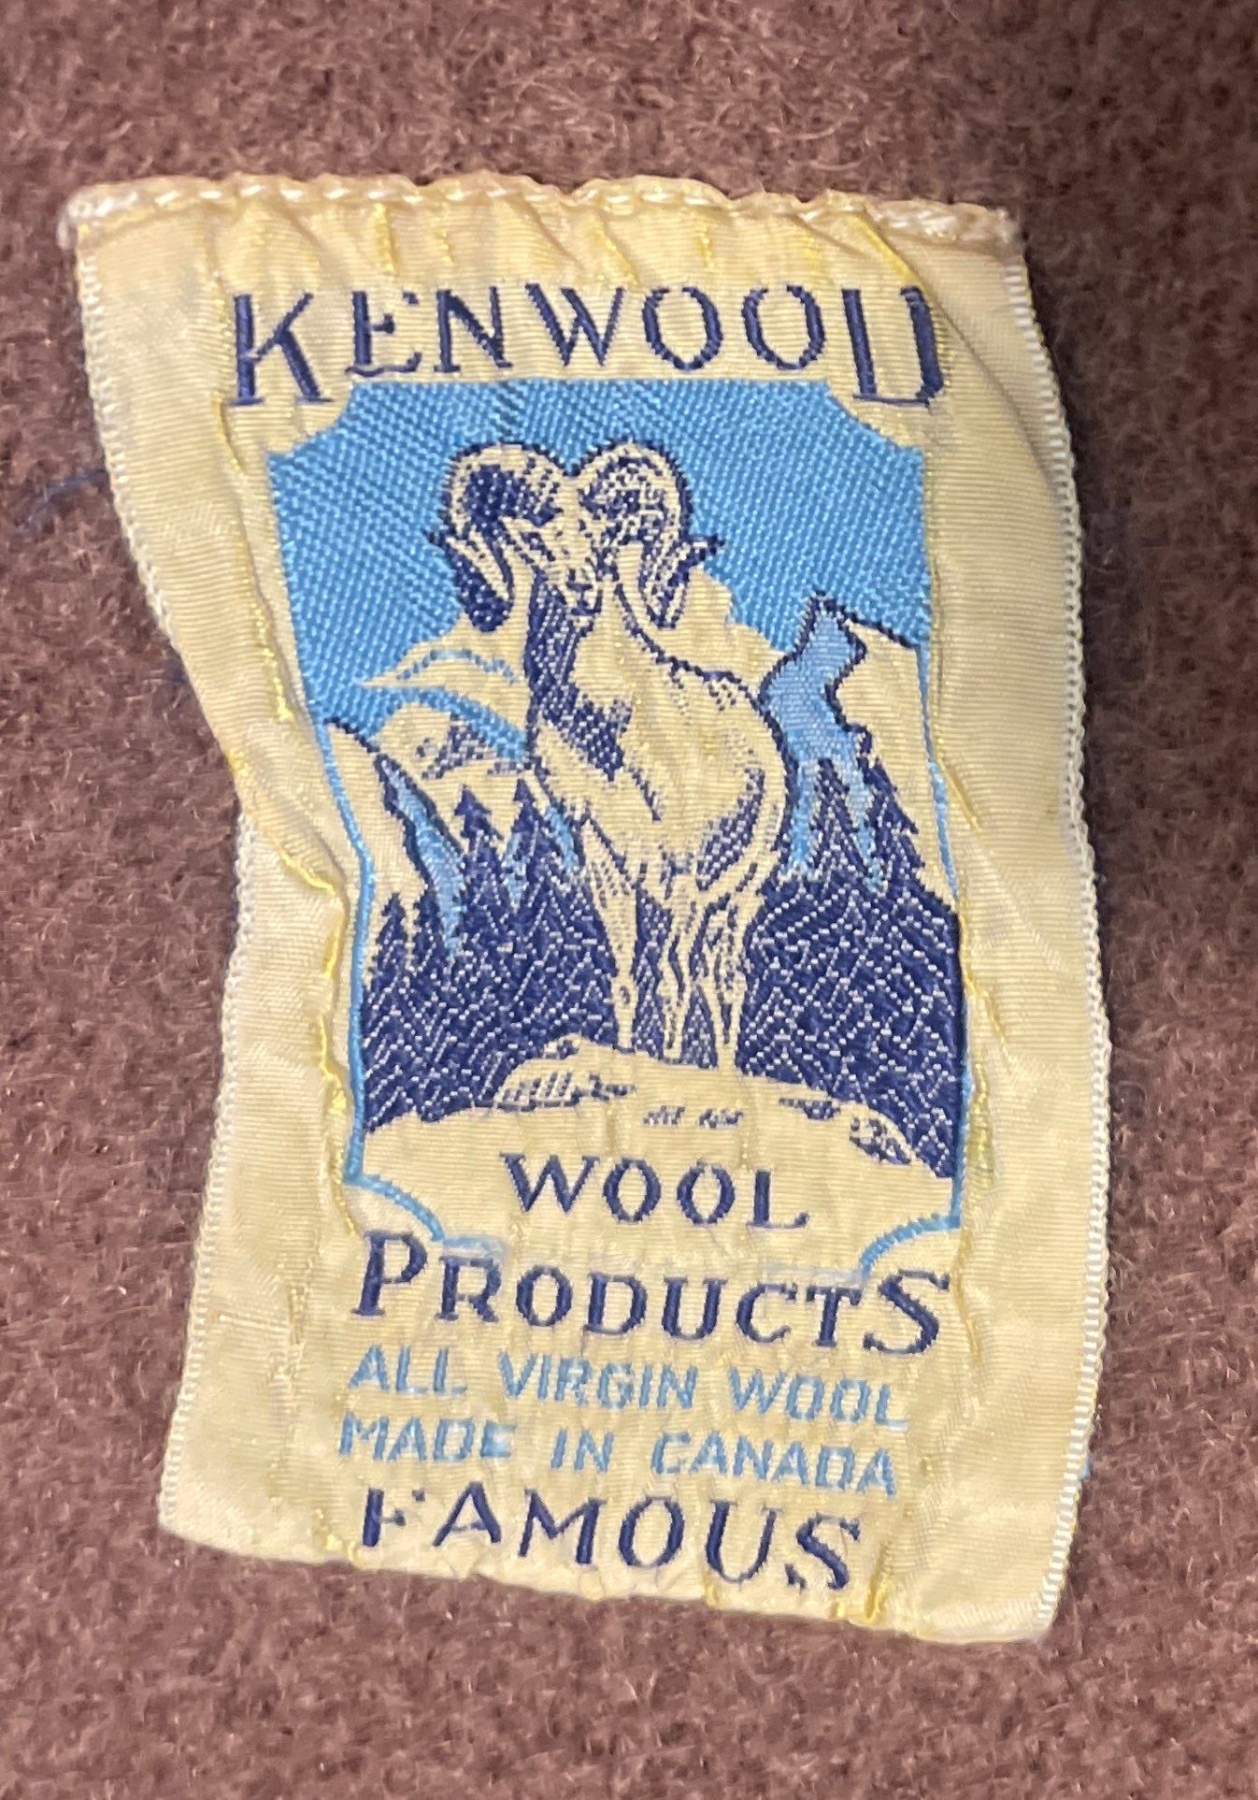 KENWOOD
WOOL
PRODUCTS
ALL VIRGIN WOOL
MADE IN CANADA
FAMOUS